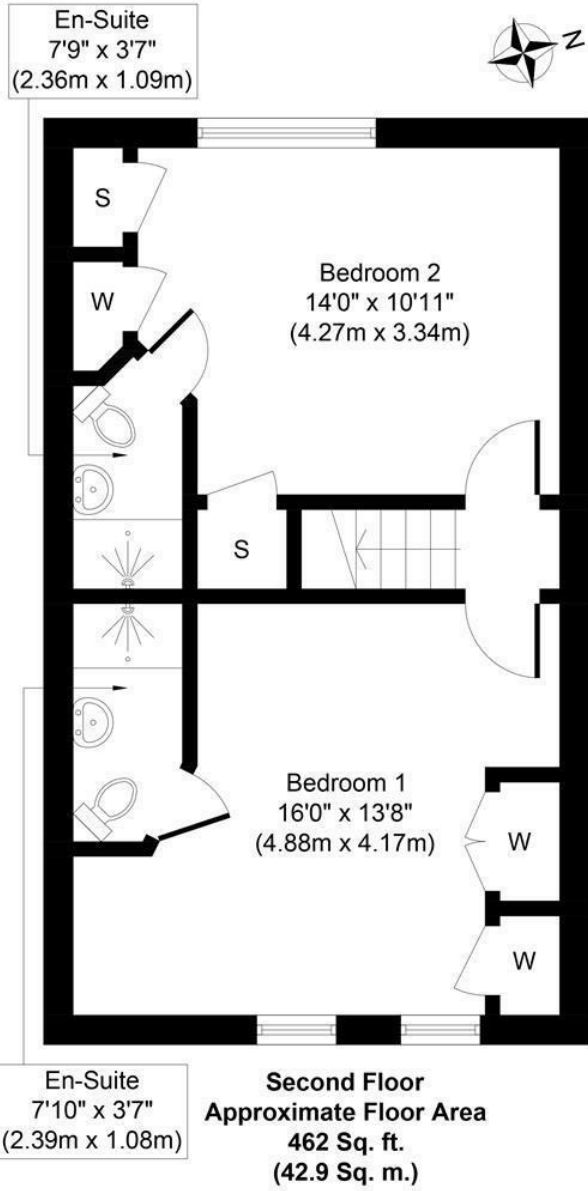 En-Suite
7'9" x 3'7"
(2.36m x 1.09m)
N
S
W
Bedroom 2
14'0" x 10'11"
(4.27m x 3.34m)
S
Bedroom 1
16'0" x 13'8"
(4.88m x 4.17m)
W
W
En-Suite
7'10" x 3'7"
(2.39m x 1.08m)
Second Floor
Approximate Floor Area
462 Sq. ft.
(42.9 Sq. m.)